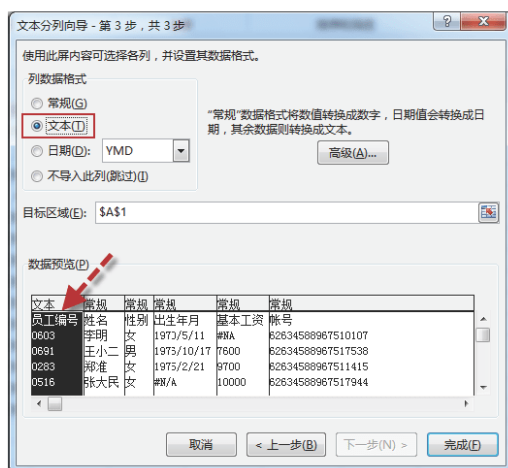 文本分列向导 - 第 3 步，共 3 步
使用此屏内容可选择各列，并设置其数据格式。
列数据格式
常规(G)
文本(T)
日期(D): YMD
不导入此列(跳过)(I)
"常规"数据格式将数值转换成数字，日期值会转换成日
期，其余数据则转换成文本。
高级(A)...
目标区域(E): $A$1
数据预览(P)
文本 常规 常规 常规 常规 常规
员工编号 姓名 性别 出生年月 基本工资 帐号
0603 李明 女 1970/5/11 #NA 62634588967510107
0691 王小二 男 1975/10/17 7600 62634588967517538
0283 郑准 女 1975/2/21 9700 62634588967511415
0516 张大民 女 #N/A 10000 62634588967517944
取消 < 上一步(B) 下一步(N) > 完成(F)